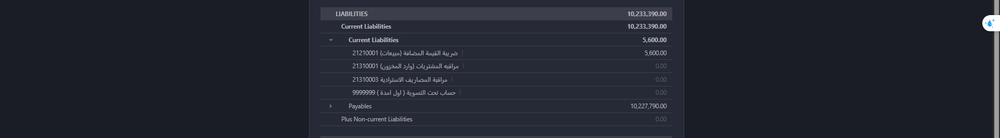 LIABILITIES 10,233,390.00
Current Liabilities 10,233,390.00
Current Liabilities 5,600.00
21210001 ضريبة القيمة المضافة (مبيعات) 5,600.00
21310001 مراقبه المشتريات (وارد المخزون) 0.00
21310003 مراقبة المصاريف الاسترادية 0.00
9999999 حساب تحت التسوية ( اول امدة ) 0.00
Payables 10,227,790.00
Plus Non-current Liabilities 0.00